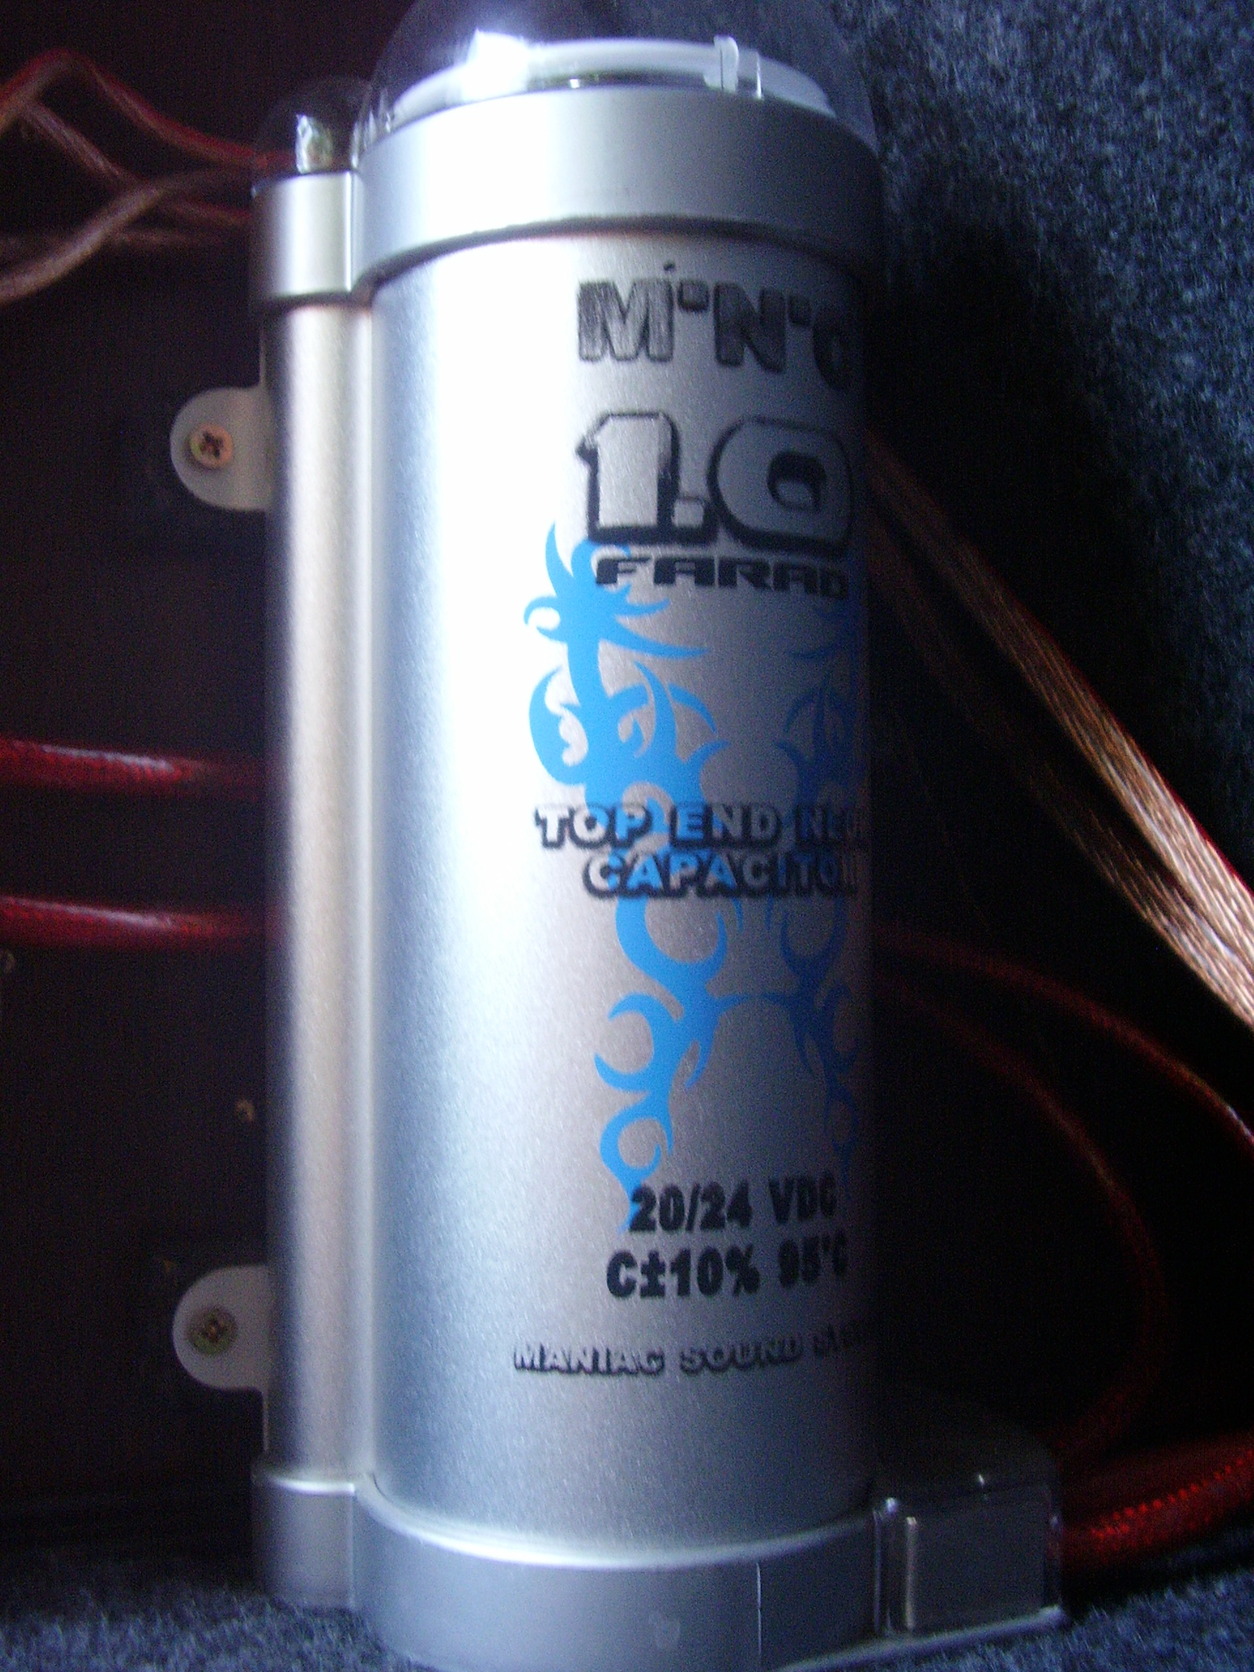 M·N·C
1.0
FARAD
TOP END
CAPACITO
20/24 VDC
C±10% 95°C
MANIAC SOUND